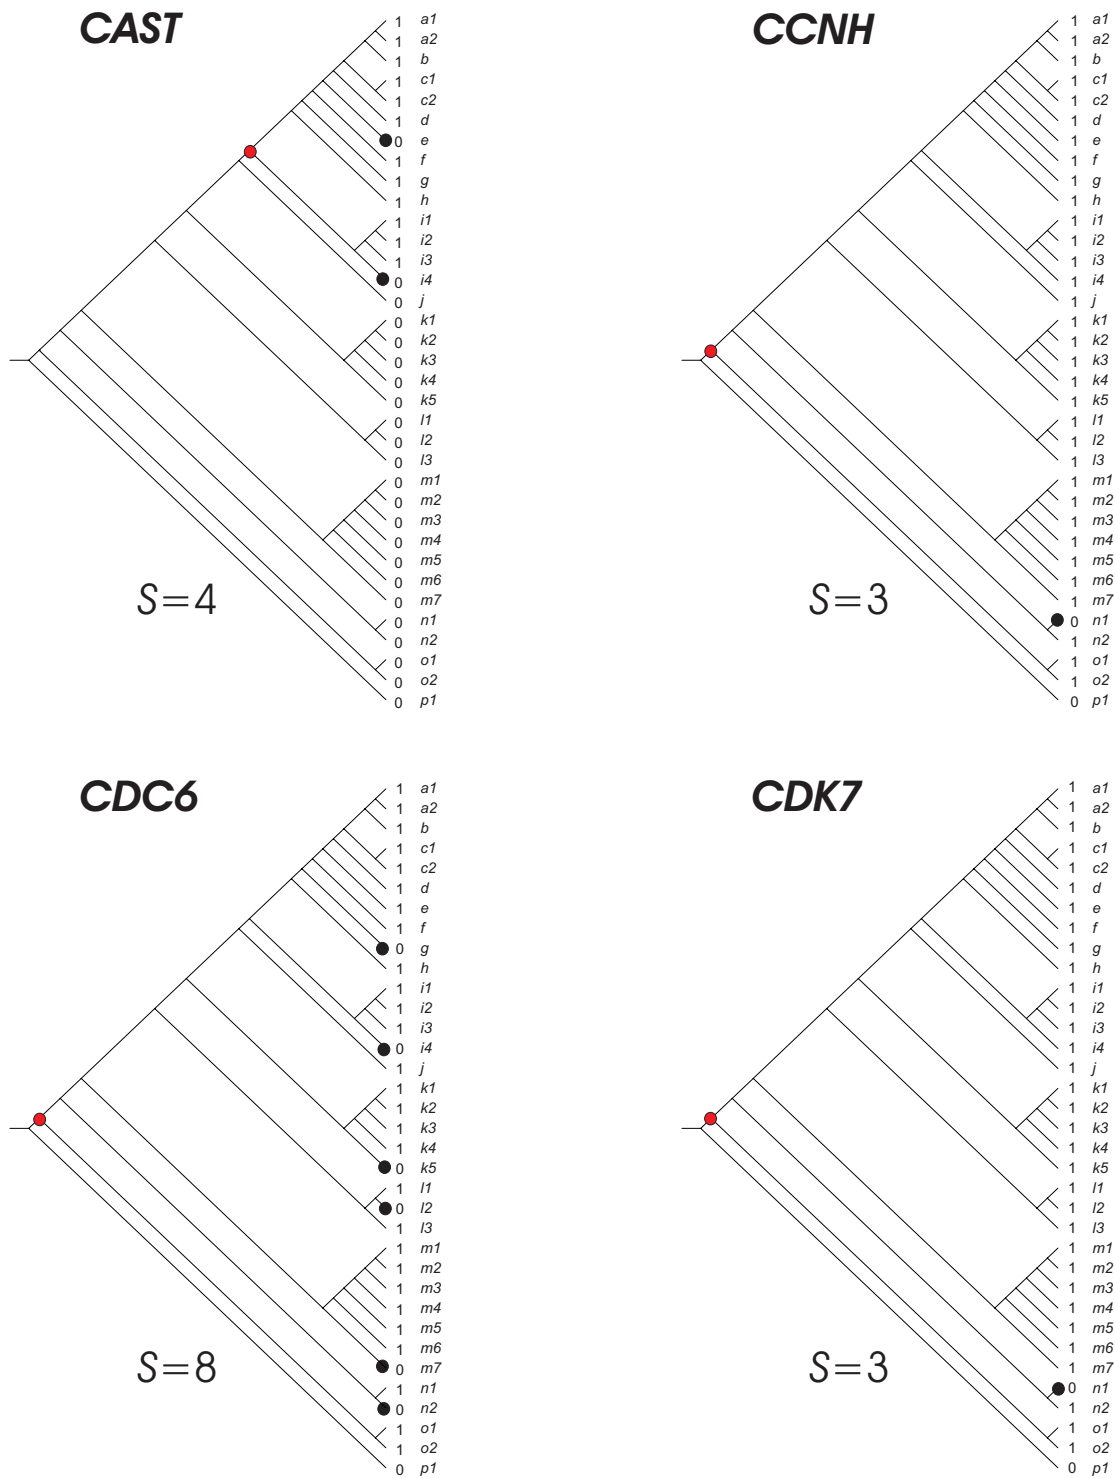 CAST
1 a1
1 a2
1 b
1 c1
1 c2
1 d
0 e
1 f
1 g
1 h
1 i1
1 i2
1 i3
0 i4
0 j
0 k1
0 k2
0 k3
0 k4
0 k5
0 l1
0 l2
0 l3
0 m1
0 m2
0 m3
0 m4
0 m5
0 m6
0 m7
0 n1
0 n2
0 o1
0 o2
0 p1
S=4
CCNH
1 a1
1 a2
1 b
1 c1
1 c2
1 d
1 e
1 f
1 g
1 h
1 i1
1 i2
1 i3
1 i4
1 j
1 k1
1 k2
1 k3
1 k4
1 k5
1 l1
1 l2
1 l3
1 m1
1 m2
1 m3
1 m4
1 m5
1 m6
1 m7
0 n1
1 n2
1 o1
1 o2
0 p1
S=3
CDC6
1 a1
1 a2
1 b
1 c1
1 c2
1 d
1 e
1 f
0 g
1 h
1 i1
1 i2
1 i3
0 i4
1 j
1 k1
1 k2
1 k3
1 k4
0 k5
1 l1
0 l2
1 l3
1 m1
1 m2
1 m3
1 m4
1 m5
1 m6
0 m7
1 n1
0 n2
1 o1
1 o2
0 p1
S=8
CDK7
1 a1
1 a2
1 b
1 c1
1 c2
1 d
1 e
1 f
1 g
1 h
1 i1
1 i2
1 i3
1 i4
1 j
1 k1
1 k2
1 k3
1 k4
1 k5
1 l1
1 l2
1 l3
1 m1
1 m2
1 m3
1 m4
1 m5
1 m6
1 m7
0 n1
1 n2
1 o1
1 o2
0 p1
S=3